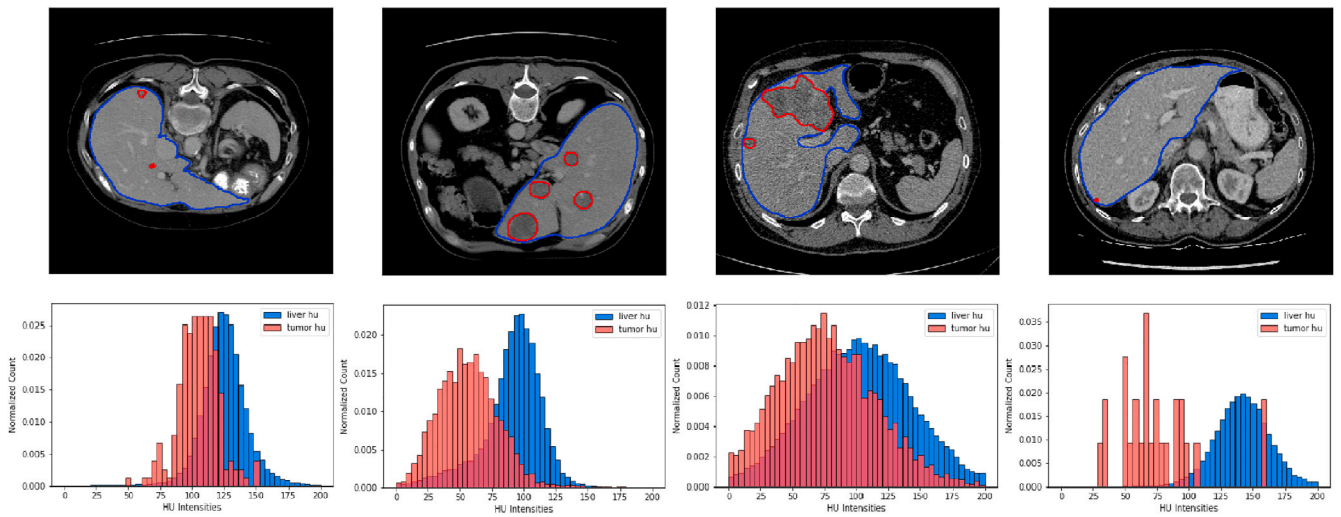 liver hu
tumor hu
Normalized Count
0.025
0.020
0.015
0.010
0.005
0.000
0 25 50 75 100 125 150 175 200
HU Intensities
liver hu
tumor hu
Normalized Count
0.020
0.015
0.010
0.005
0.000
0 25 50 75 100 125 150 175 200
HU Intensities
liver hu
tumor hu
Normalized Count
0.012
0.010
0.008
0.006
0.004
0.002
0.000
0 25 50 75 100 125 150 175 200
HU Intensities
liver hu
tumor hu
Normalized Count
0.035
0.030
0.025
0.020
0.015
0.010
0.005
0.000
0 25 50 75 100 125 150 175 200
HU Intensities